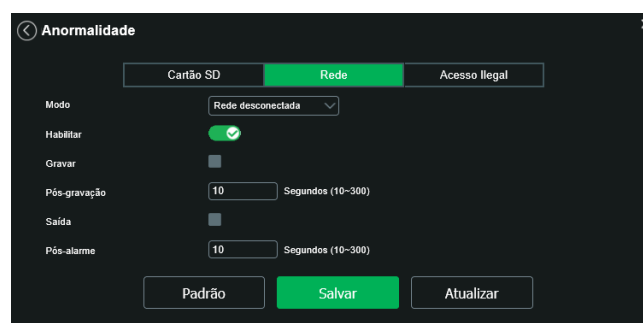 Anormalidade
Cartão SD Rede Acesso Ilegal
Modo Rede desconectada
Habilitar
Gravar
Pós-gravação 10 Segundos (10~300)
Saída
Pós-alarme 10 Segundos (10~300)
Padrão Salvar Atualizar